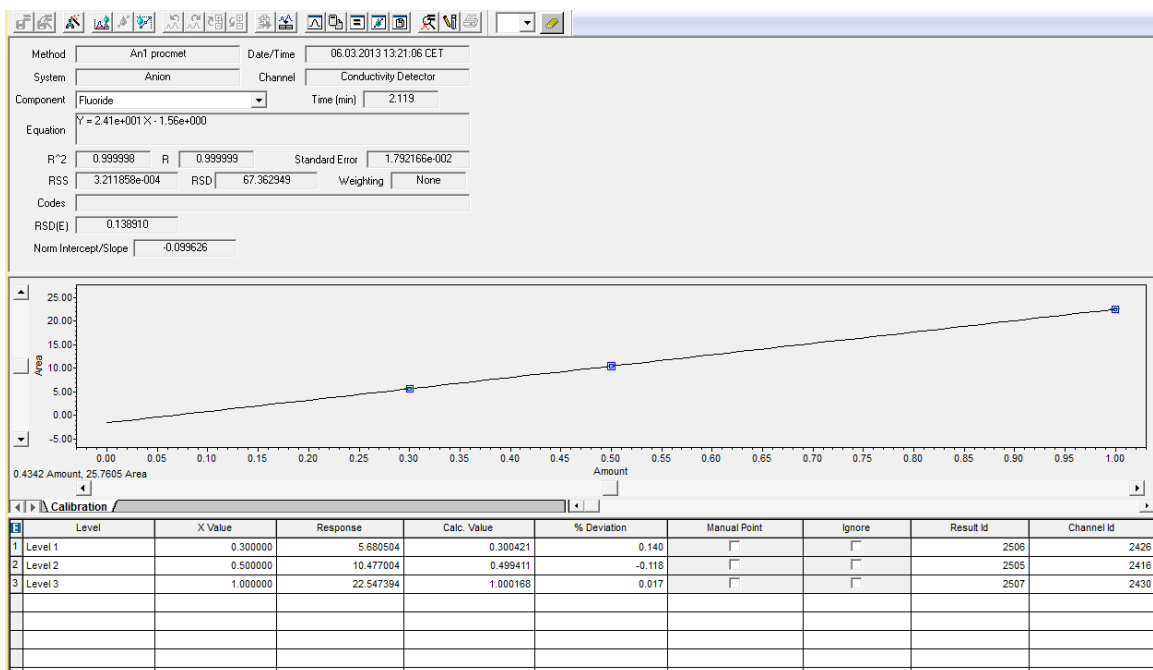 Method An1 procmet Date/Time 06.03.2013 13:21:06 CET
System Anion Channel Conductivity Detector
Component Fluoride Time (min) 2.119
Equation Y = 2.41e+001 X - 1.56e+000
R^2 0.999998 R 0.999999 Standard Error 1.792166e-002
RSS 3.211858e-004 RSD 67.362949 Weighting None
Codes
RSD(E) 0.138910
Norm Intercept/Slope -0.099626
Area
25.00
20.00
15.00
10.00
5.00
0.00
-5.00
0.00 0.05 0.10 0.15 0.20 0.25 0.30 0.35 0.40 0.45 0.50 0.55 0.60 0.65 0.70 0.75 0.80 0.85 0.90 0.95 1.00
Amount
0.4342 Amount, 25.7605 Area
Calibration
E Level X Value Response Calc. Value % Deviation Manual Point Ignore Result Id Channel Id
1 Level 1 0.300000 5.680504 0.300421 0.140 2506 2426
2 Level 2 0.500000 10.477004 0.499411 -0.118 2505 2416
3 Level 3 1.000000 22.547394 1.000168 0.017 2507 2430